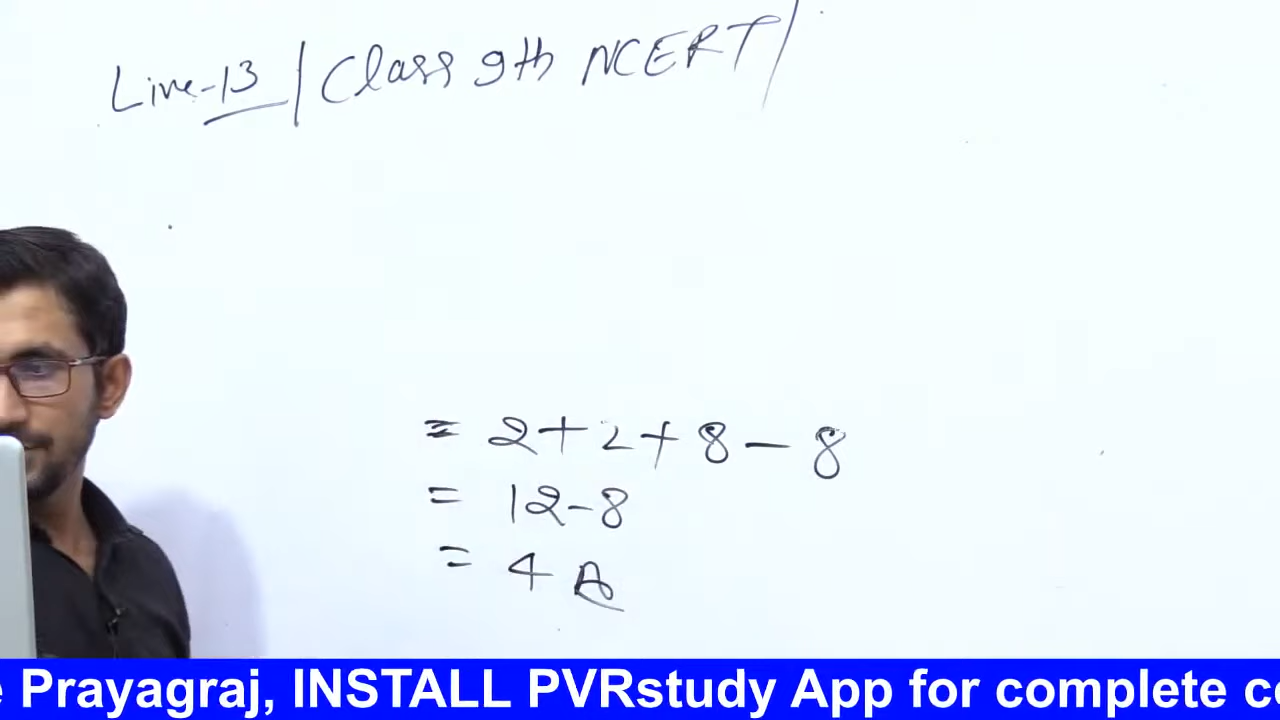 Live-13 / Class 9th NCERT /
= 2+2+8-8
= 12-8
= 4 A
e Prayagraj, INSTALL PVRstudy App for complete co